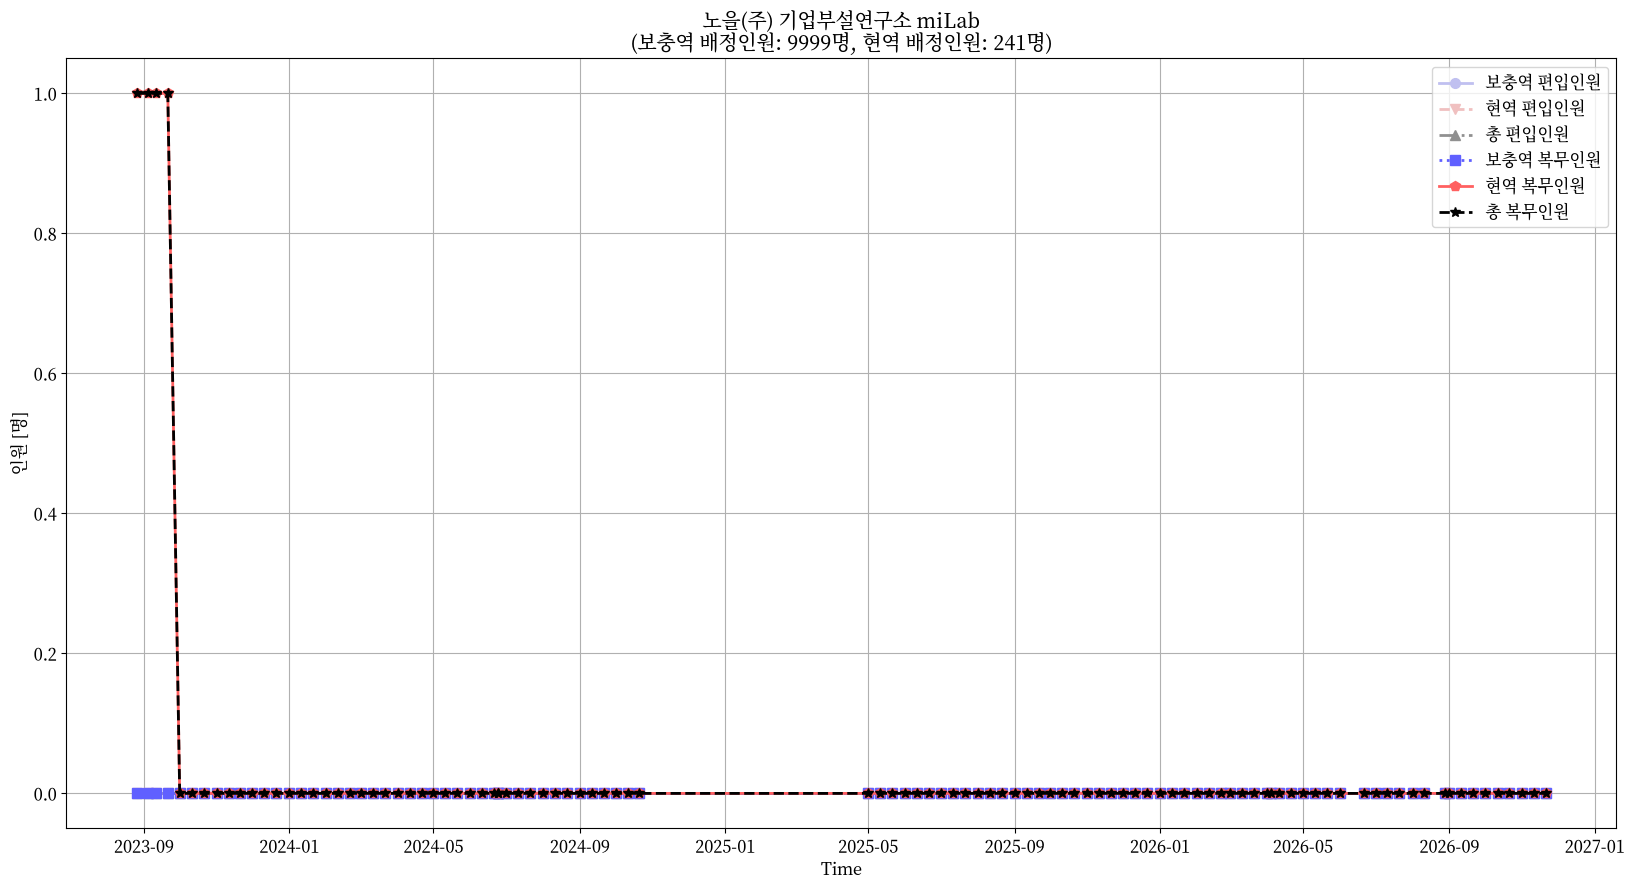 노을(주) 기업부설연구소 miLab
(보충역 배정인원: 9999명, 현역 배정인원: 241명)
보충역 편입인원
현역 편입인원
총 편입인원
보충역 복무인원
현역 복무인원
총 복무인원
인원 [명]
1.0
0.8
0.6
0.4
0.2
0.0
2023-09
2024-01
2024-05
2024-09
2025-01
2025-05
2025-09
2026-01
2026-05
2026-09
2027-01
Time